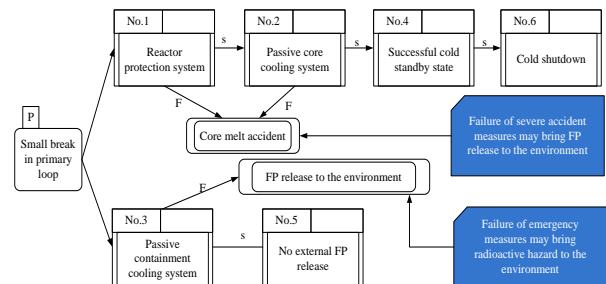 No.1
No.2
No.4
No.6
Reactor
protection system
s
Passive core
cooling system
s
Successful cold
standby state
s
Cold shutdown
F
F
P
Small break
in primary
loop
Core melt accident
Failure of severe accident
measures may bring FP
release to the environment
F
FP release to the environment
No.3
No.5
Passive
containment
cooling system
s
No external FP
release
Failure of emergency
measures may bring
radioactive hazard to the
environment